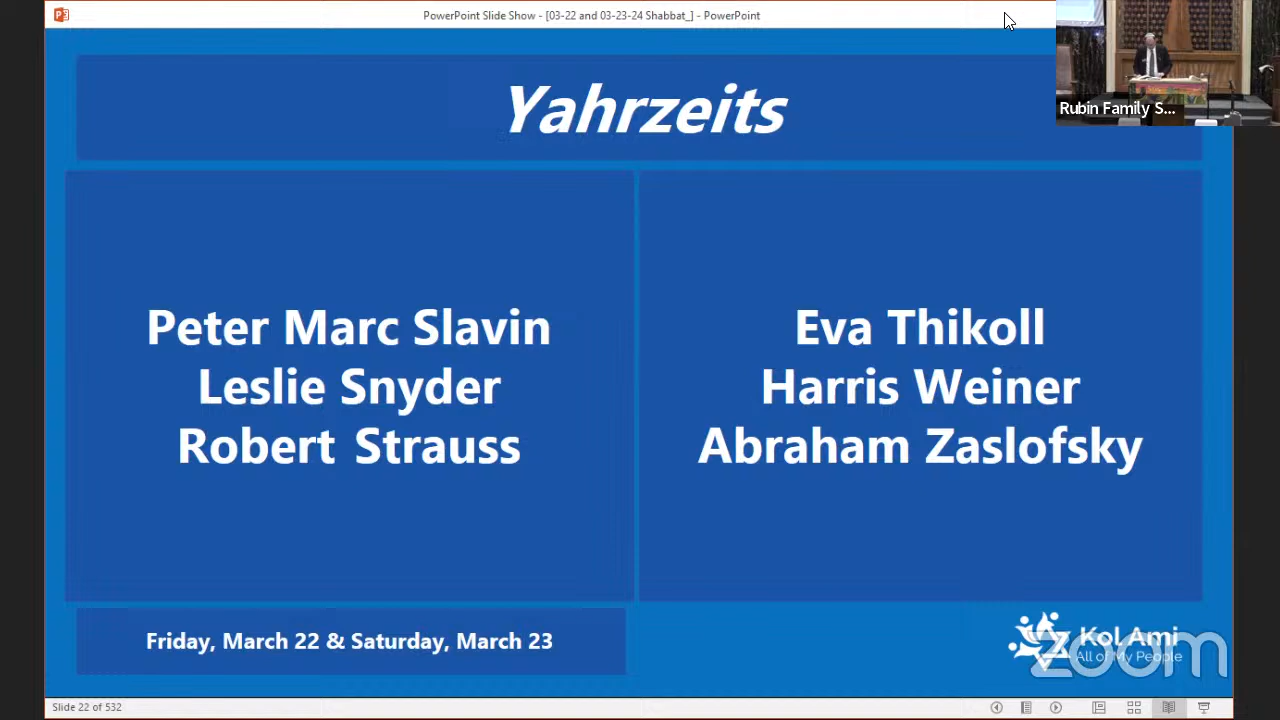 PowerPoint Slide Show - [03-22 and 03-23-24 Shabbat_] - PowerPoint
Rubin Family S...
Yahrzeits
Peter Marc Slavin
Leslie Snyder
Robert Strauss
Eva Thikoll
Harris Weiner
Abraham Zaslofsky
Friday, March 22 & Saturday, March 23
Kol Ami
All of My People
zoom
Slide 22 of 532